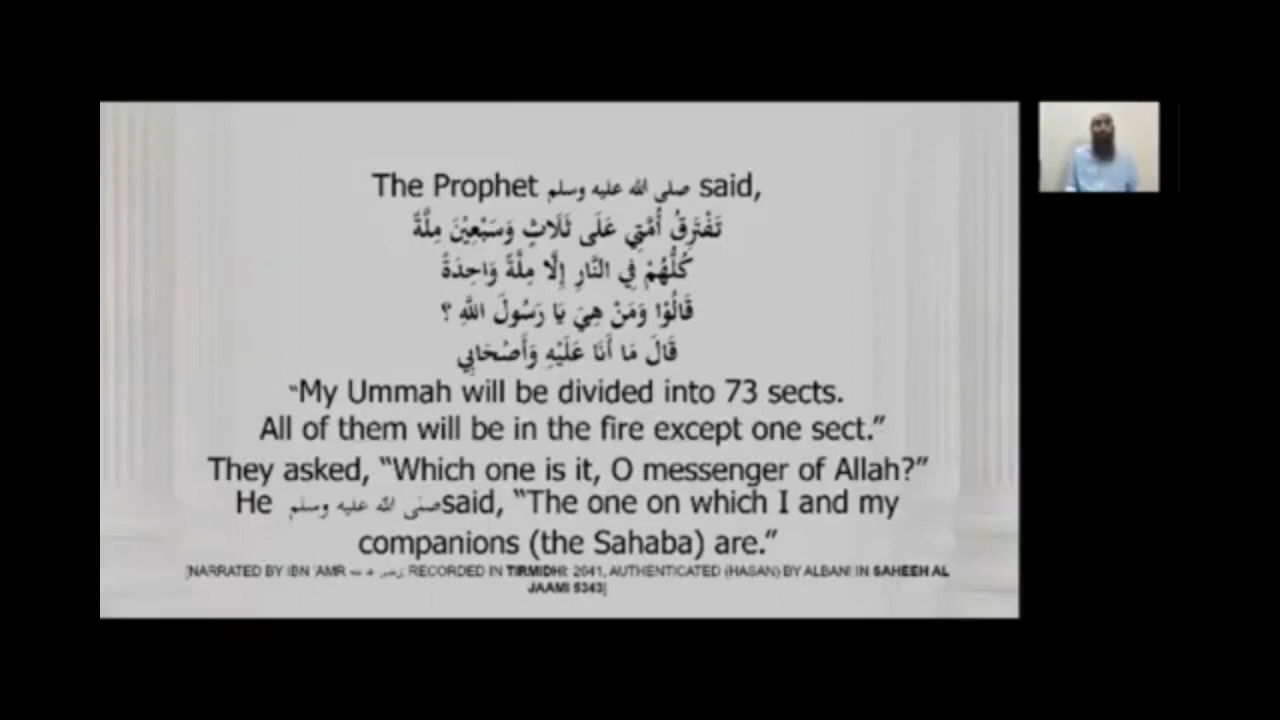 The Prophet صلى الله عليه وسلم said,
تَفْتَرِقُ أُمَّتِي عَلَى ثَلَاثٍ وَسَبْعِيْنَ مِلَّةً
كُلُّهُمْ فِي النَّارِ إِلَّا مِلَّةً وَاحِدَةً
قَالُوْا وَمَنْ هِيَ يَا رَسُولَ اللَّهِ ؟
قَالَ مَا أَنَا عَلَيْهِ وَأَصْحَابِي
“My Ummah will be divided into 73 sects.
All of them will be in the fire except one sect.”
They asked, “Which one is it, O messenger of Allah?”
He صلى الله عليه وسلم said, “The one on which I and my
companions (the Sahaba) are.”
[NARRATED BY IBN ‘AMR RECORDED IN TIRMIDHI: 2641, AUTHENTICATED (HASAN) BY ALBANI IN SAHEEH AL
JAAMI 5343]